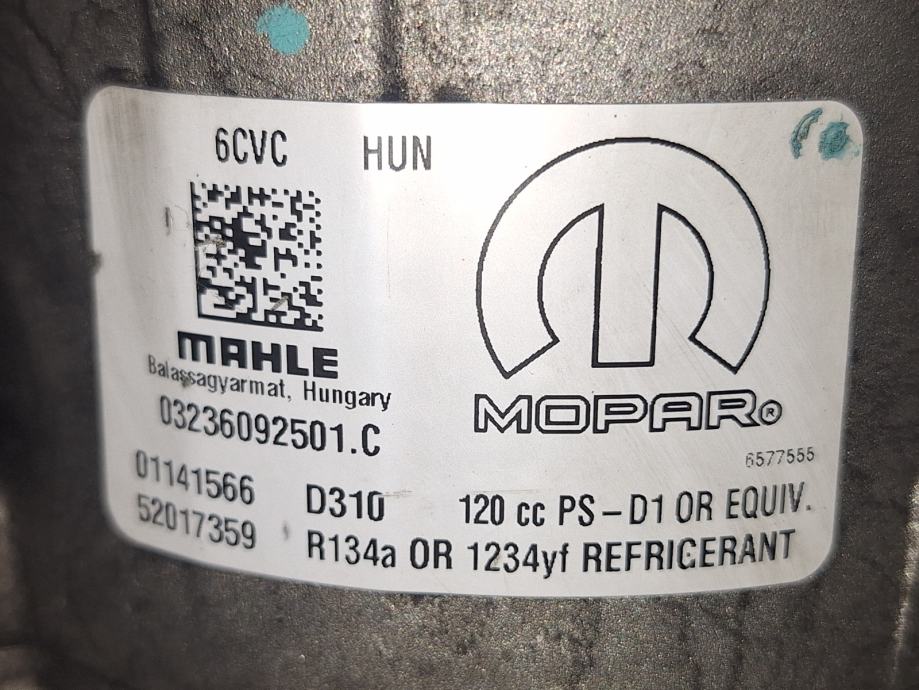 6CVC HUN
MAHLE
Balassagyarmat, Hungary
03236092501.C
MOPAR®
6577555
01141566 D310 120 cc PS-D1 OR EQUIV.
52017359 R134a OR 1234yf REFRIGERANT